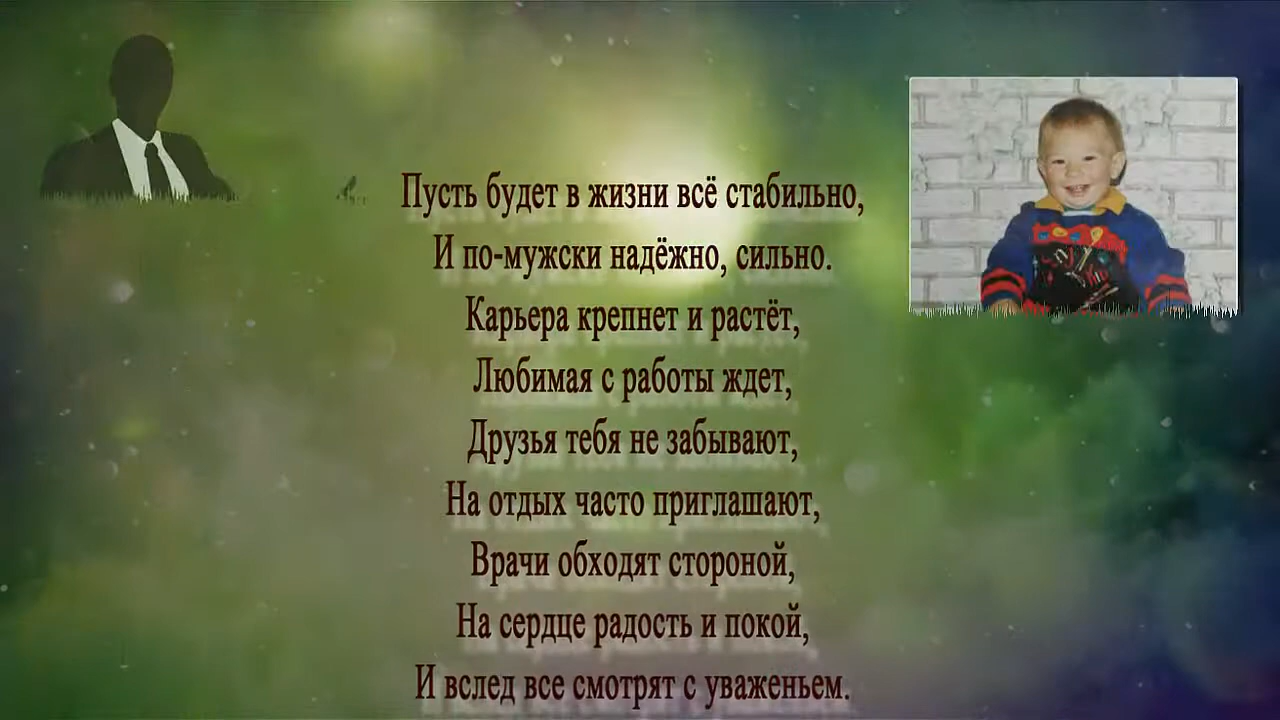 Пусть будет в жизни всё стабильно,
И по-мужски надёжно, сильно.
Карьера крепнет и растёт,
Любимая с работы ждет,
Друзья тебя не забывают,
На отдых часто приглашают,
Врачи обходят стороной,
На сердце радость и покой,
И вслед все смотрят с уваженьем.